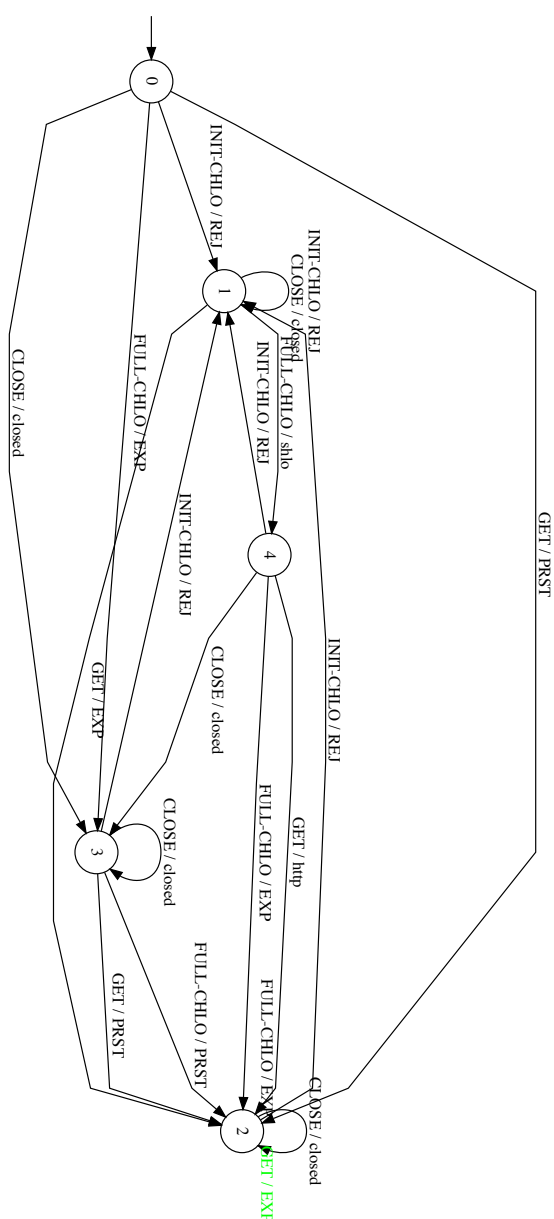 0
INIT-CHLO / REJ
1
INIT-CHLO / REJ
CLOSE / closed
FULL-CHLO / shlo
INIT-CHLO / REJ
FULL-CHLO / EXP
CLOSE / closed
INIT-CHLO / REJ
GET / PRST
4
CLOSE / closed
INIT-CHLO / REJ
GET / EXP
FULL-CHLO / EXP
GET / http
3
CLOSE / closed
GET / PRST
FULL-CHLO / PRST
FULL-CHLO / EXP
2
CLOSE / closed
GET / EXP